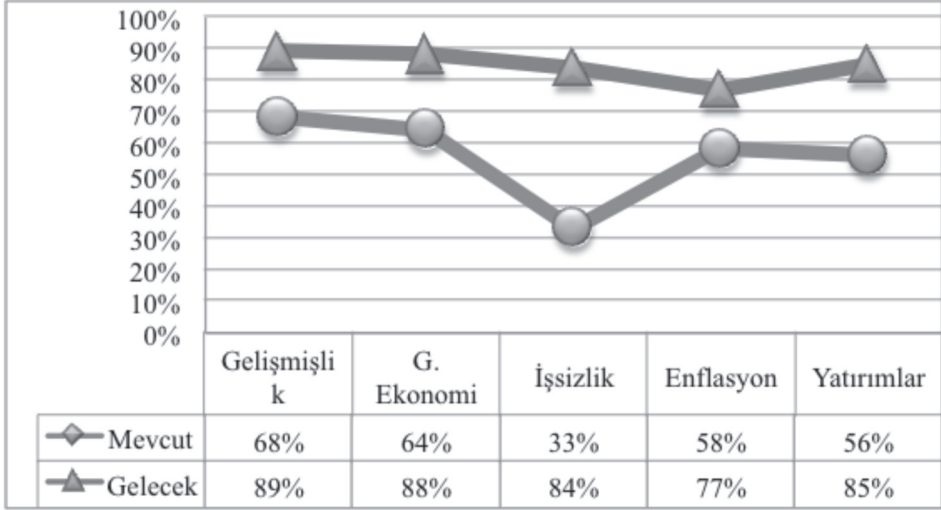 100%
90%
80%
70%
60%
50%
40%
30%
20%
10%
0%
Gelişmişli
k
G.
Ekonomi
İşsizlik
Enflasyon
Yatırımlar
Mevcut 68% 64% 33% 58% 56%
Gelecek 89% 88% 84% 77% 85%